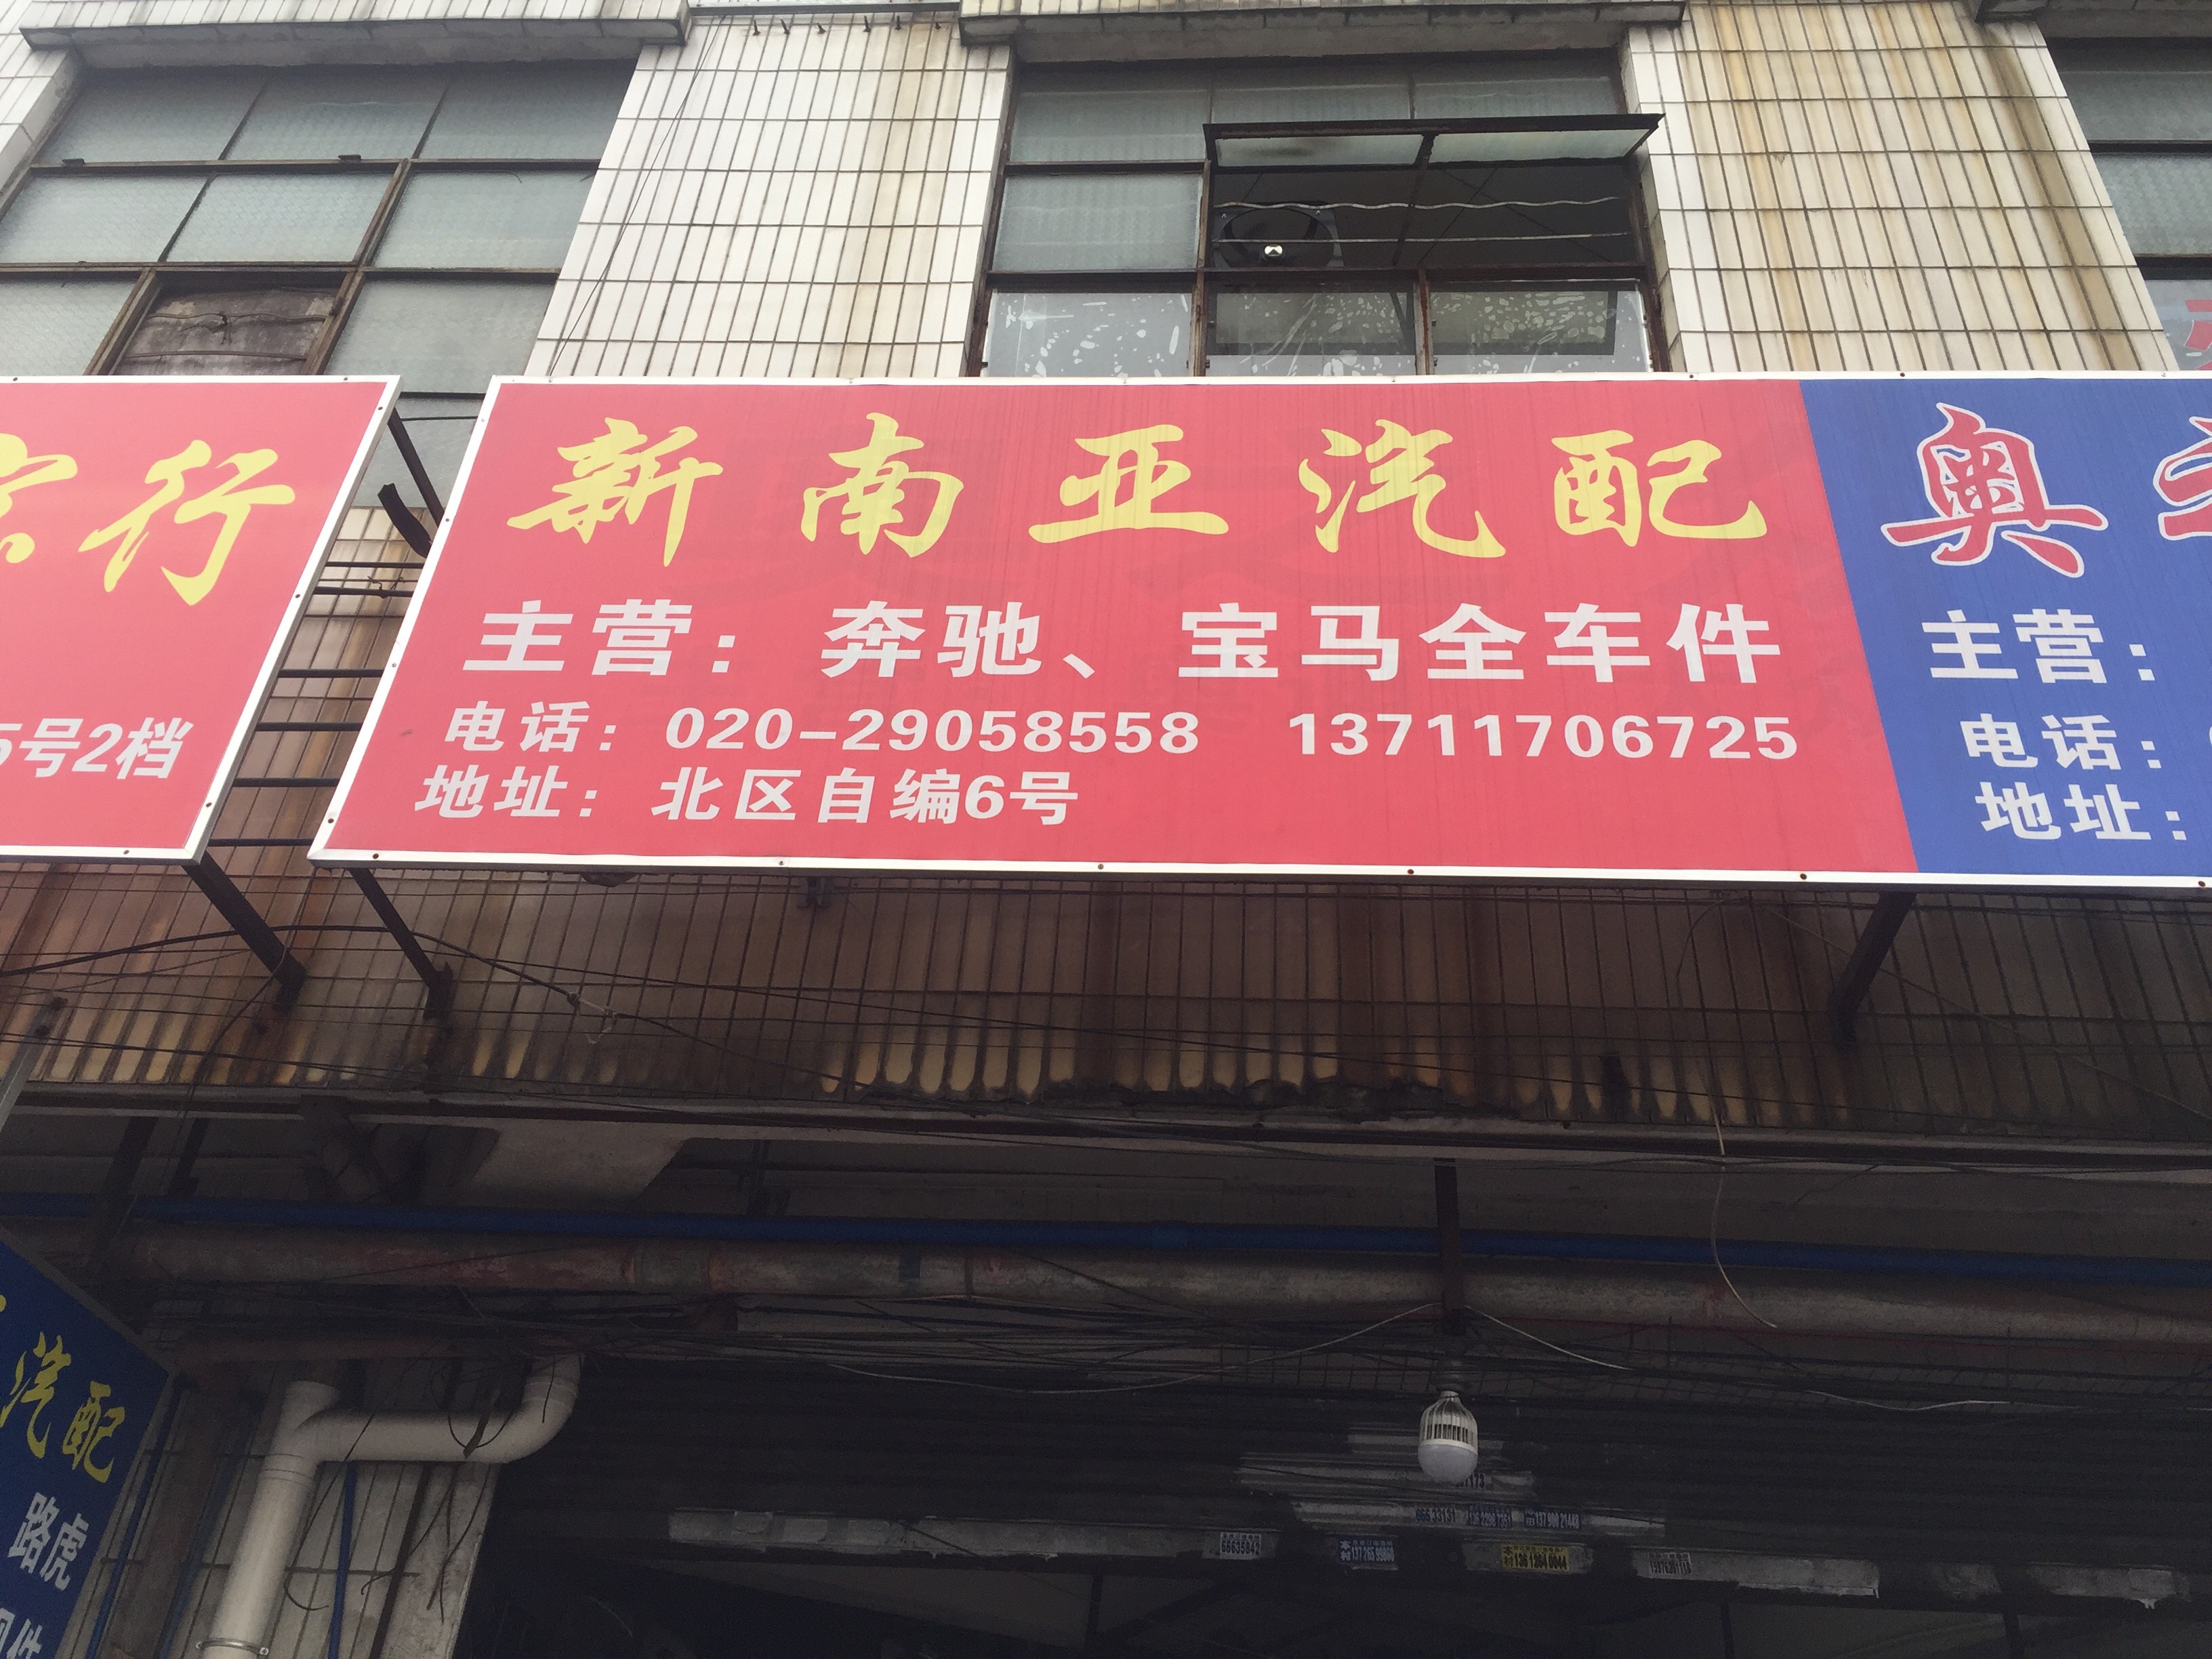 新南亚汽配
主营：奔驰、宝马全车件
电话：020-29058558 13711706725
地址：北区自编6号
行
5号2档
奥
主营：
电话：
地址：
汽配
路虎
件